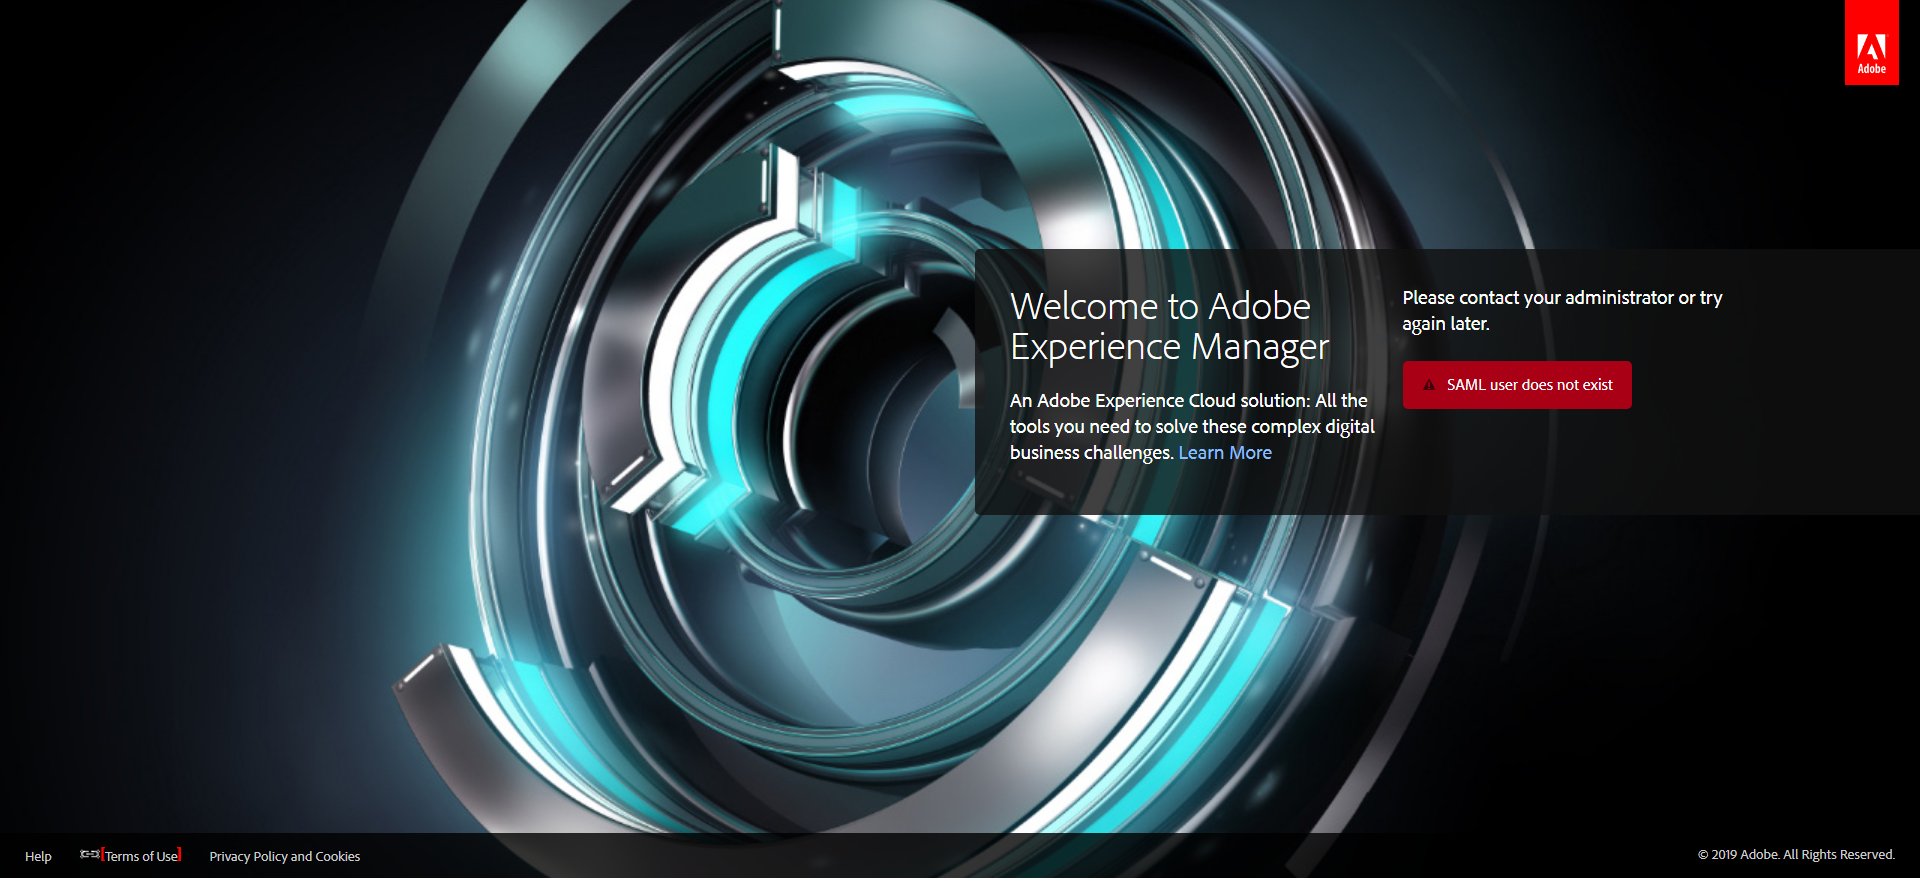 Adobe
Welcome to Adobe
Experience Manager
An Adobe Experience Cloud solution: All the
tools you need to solve these complex digital
business challenges. Learn More
Please contact your administrator or try
again later.
SAML user does not exist
Help
[Terms of Use]
Privacy Policy and Cookies
© 2019 Adobe. All Rights Reserved.